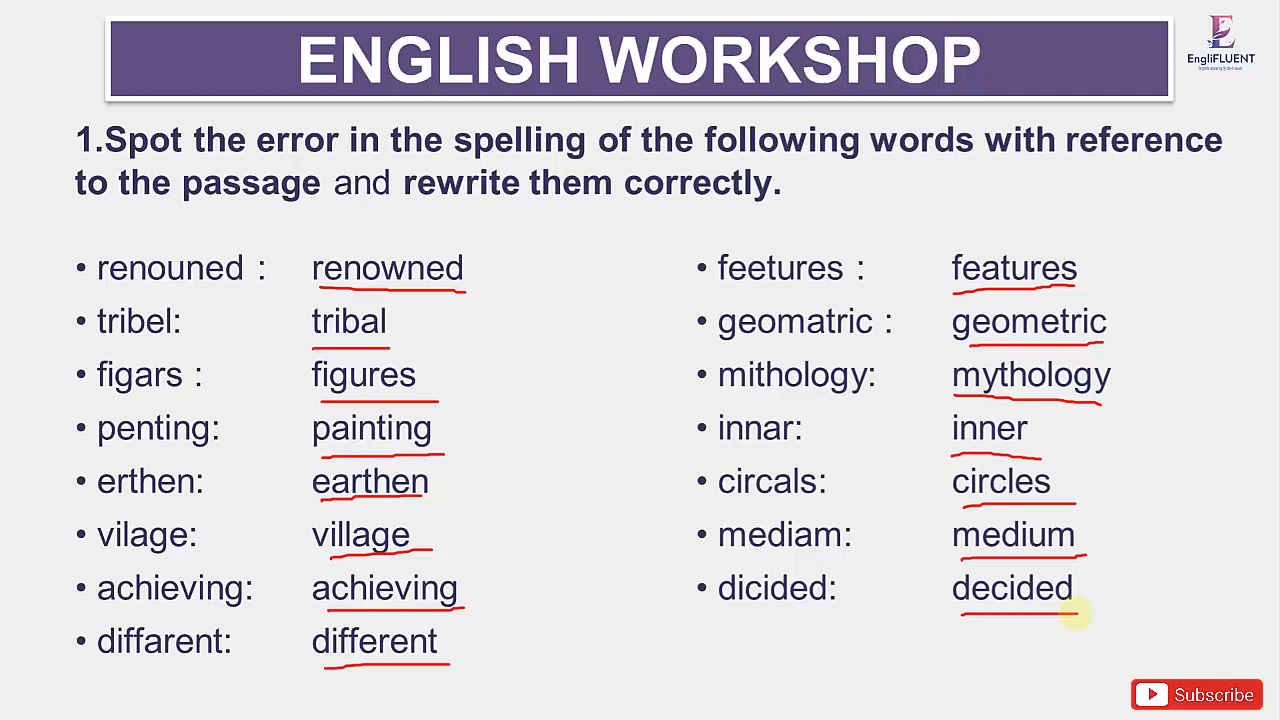 ENGLISH WORKSHOP
EngliFLUENT
1.Spot the error in the spelling of the following words with reference
to the passage and rewrite them correctly.
• renouned : renowned
• tribel: tribal
• figars : figures
• penting: painting
• erthen: earthen
• vilage: village
• achieving: achieving
• diffarent: different
• feetures : features
• geomatric : geometric
• mithology: mythology
• innar: inner
• circals: circles
• mediam: medium
• dicided: decided
Subscribe